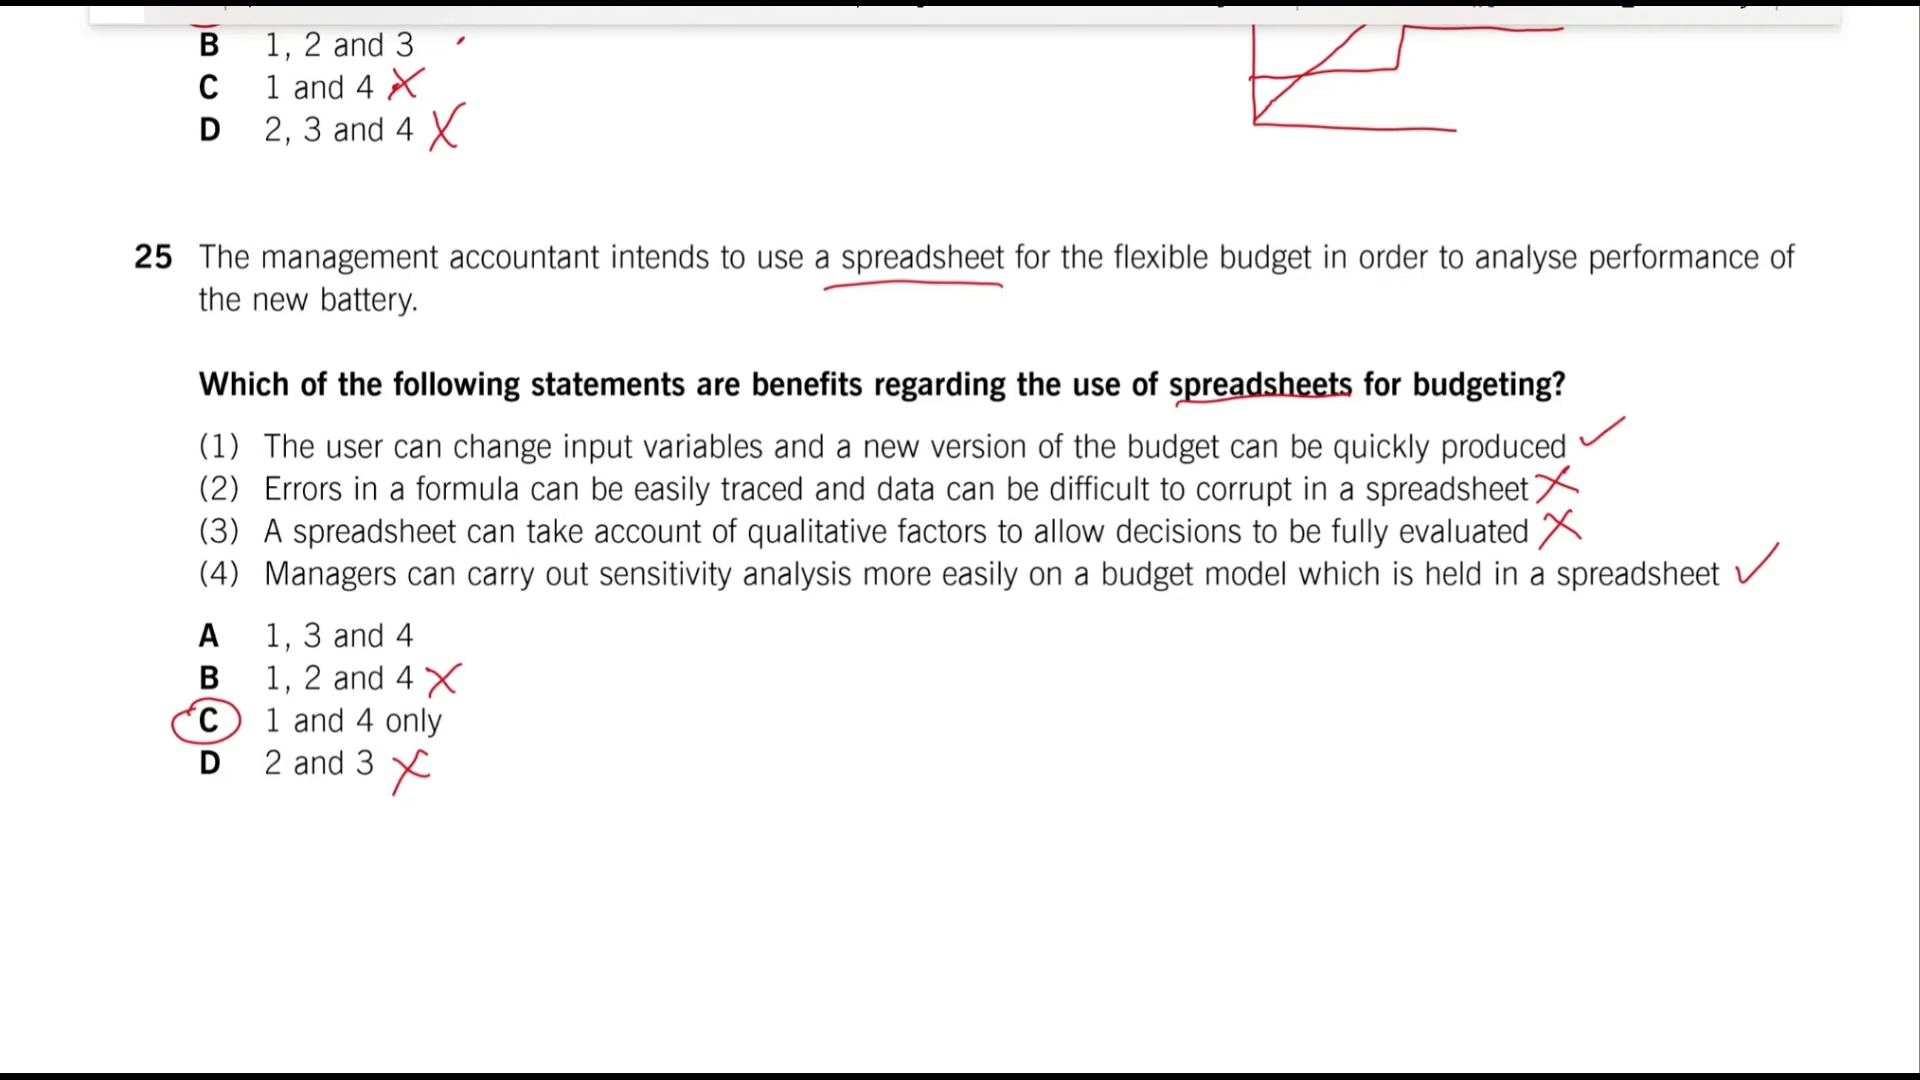 B 1, 2 and 3
C 1 and 4
D 2, 3 and 4
25 The management accountant intends to use a spreadsheet for the flexible budget in order to analyse performance of
the new battery.
Which of the following statements are benefits regarding the use of spreadsheets for budgeting?
(1) The user can change input variables and a new version of the budget can be quickly produced
(2) Errors in a formula can be easily traced and data can be difficult to corrupt in a spreadsheet
(3) A spreadsheet can take account of qualitative factors to allow decisions to be fully evaluated
(4) Managers can carry out sensitivity analysis more easily on a budget model which is held in a spreadsheet
A 1, 3 and 4
B 1, 2 and 4
C 1 and 4 only
D 2 and 3